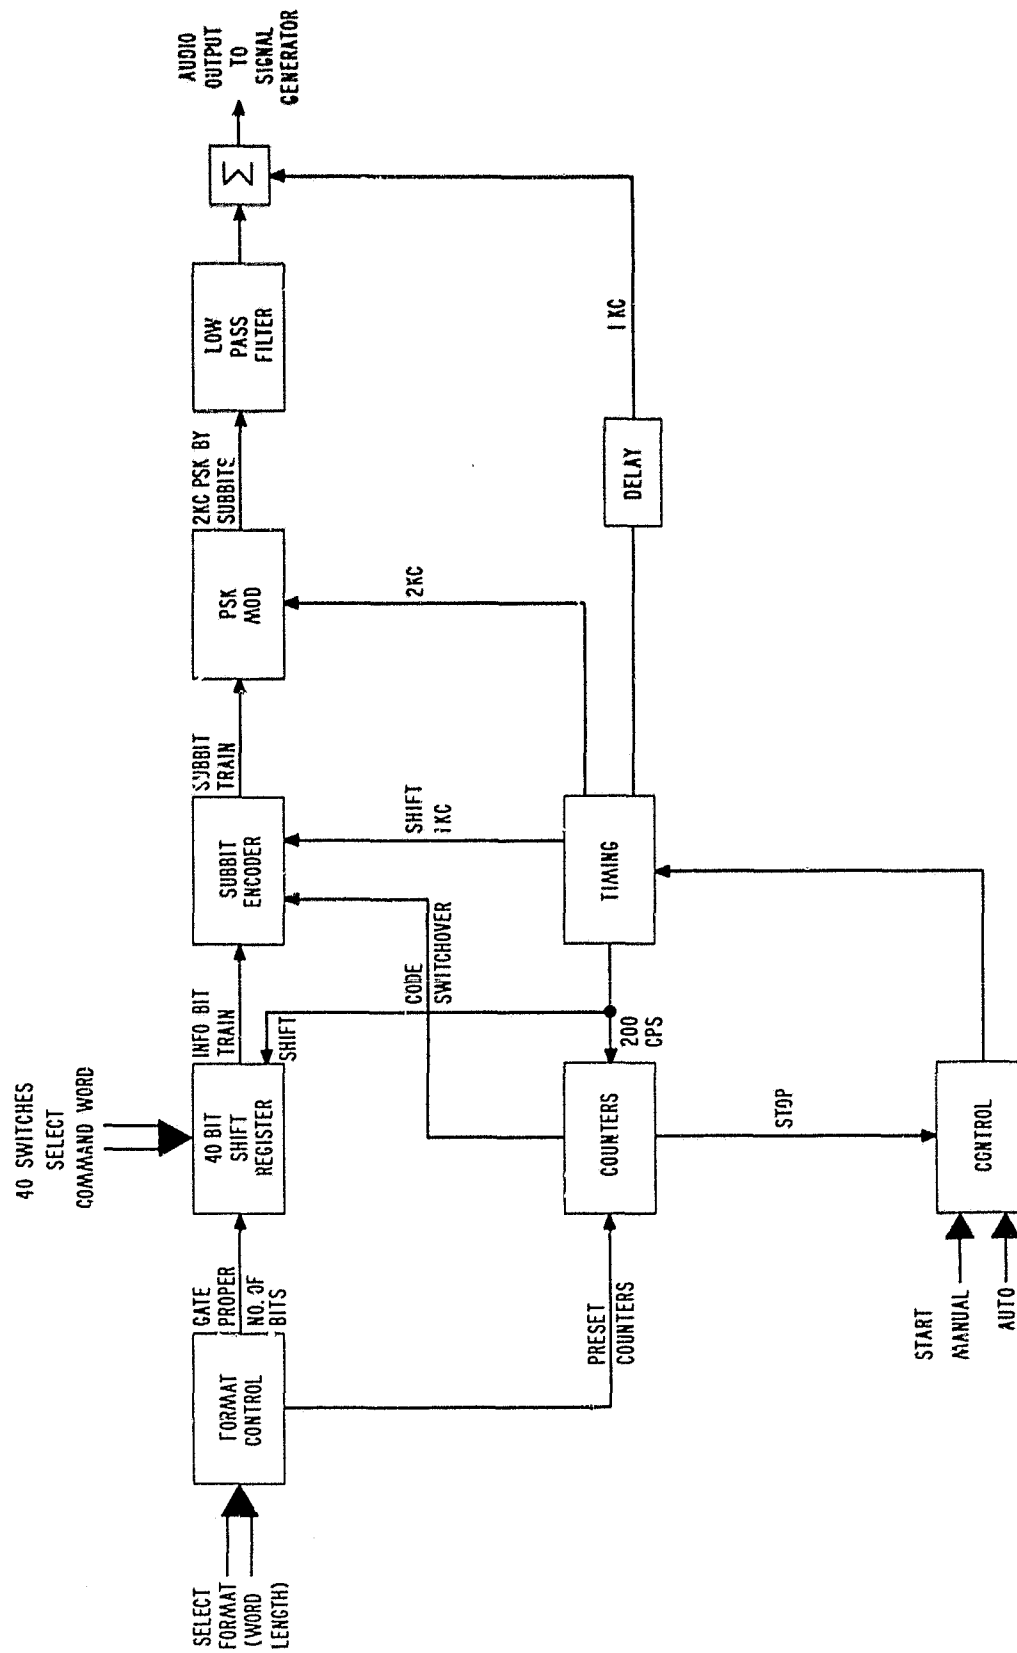 SELECT
FORMAT
(WORD
LENGTH)
FORMAT
CONTROL
GATE
PROPER
NO. OF
BITS
40 SWITCHES
SELECT
COMMAND WORD
40 BIT
SHIFT
REGISTER
INFO BIT
TRAIN
SHIFT
SUBBIT
ENCODER
SUBBIT
TRAIN
PSK
MOD
2KC PSK BY
SUBBITS
LOW
PASS
FILTER
Σ
AUDIO
OUTPUT
TO
SIGNAL
GENERATOR
PRESET
COUNTERS
COUNTERS
CODE
SWITCHOVER
200
CPS
SHIFT
1KC
TIMING
2KC
DELAY
1 KC
STOP
START
MANUAL
AUTO
CONTROL